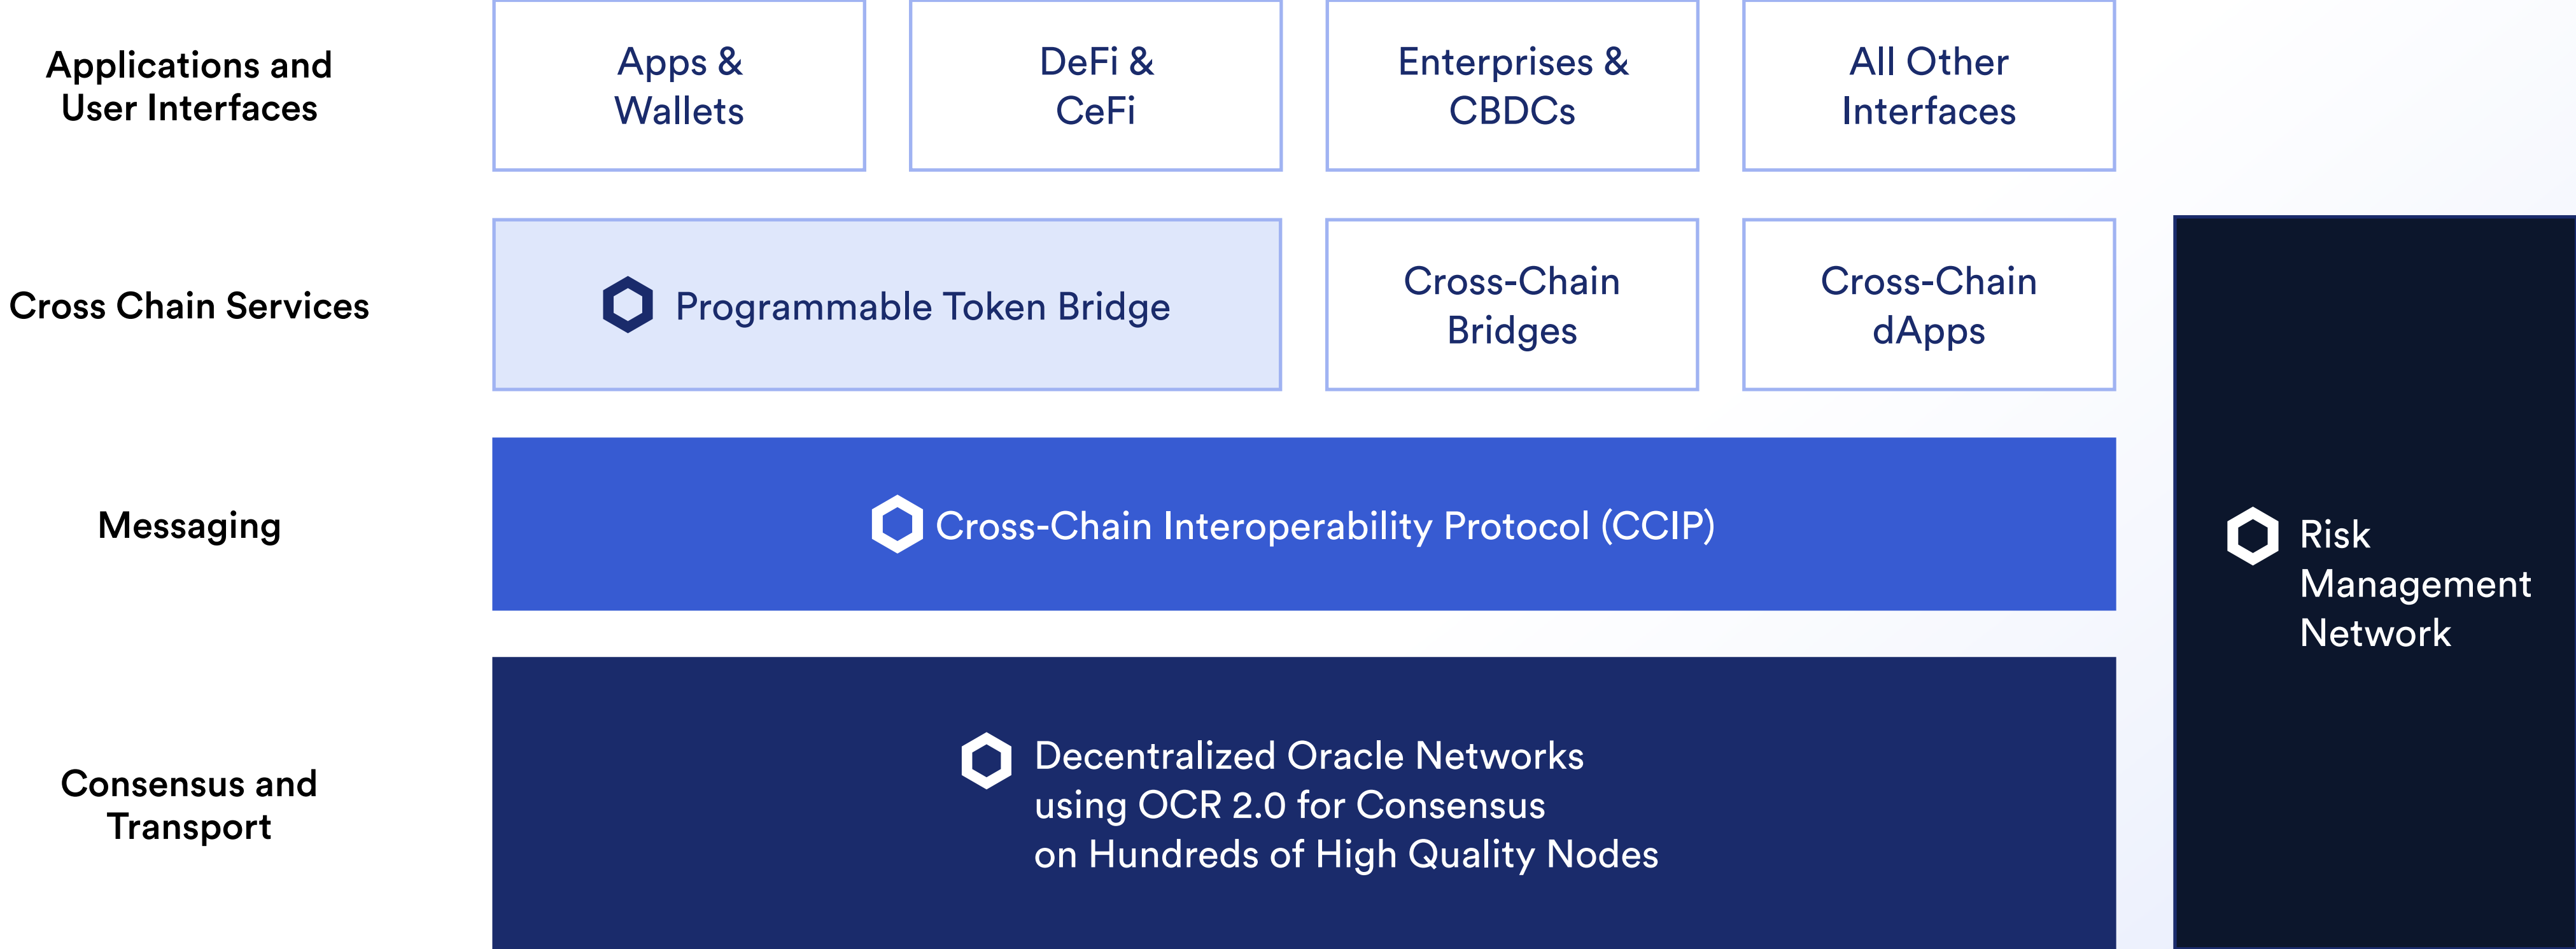 Applications and
User Interfaces
Apps &
Wallets
DeFi &
CeFi
Enterprises &
CBDCs
All Other
Interfaces
Cross Chain Services
Programmable Token Bridge
Cross-Chain
Bridges
Cross-Chain
dApps
Messaging
Cross-Chain Interoperability Protocol (CCIP)
Risk
Management
Network
Consensus and
Transport
Decentralized Oracle Networks
using OCR 2.0 for Consensus
on Hundreds of High Quality Nodes